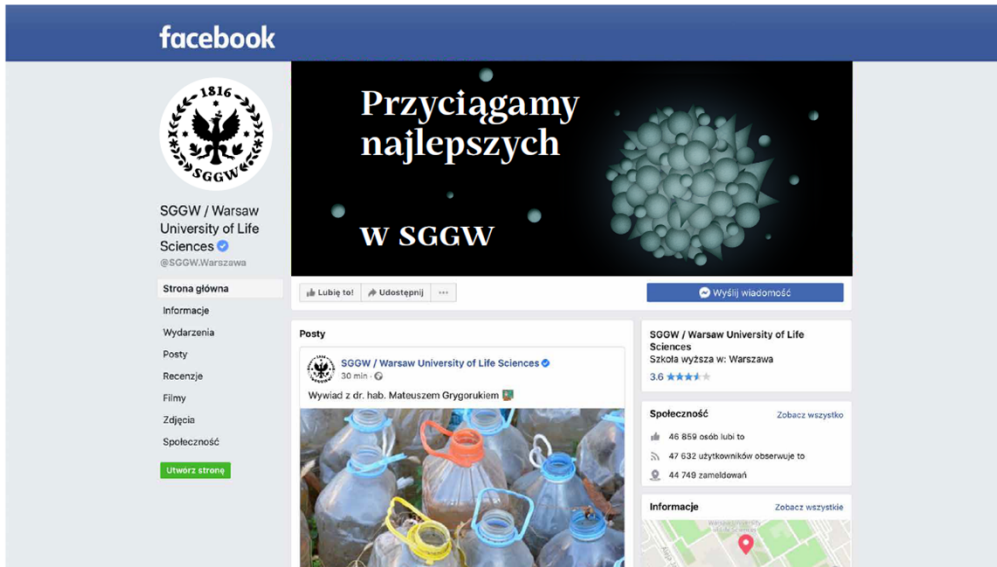 facebook
1816
SGGW
Przyciągamy
najlepszych
w SGGW
SGGW / Warsaw
University of Life
Sciences
@SGGW.Warszawa
Strona główna
Informacje
Wydarzenia
Posty
Recenzje
Filmy
Zdjęcia
Społeczność
Utwórz stronę
Lubię to!
Udostępnij
Wyślij wiadomość
Posty
SGGW / Warsaw University of Life Sciences
30 min
Wywiad z dr. hab. Mateuszem Grygorukiem
SGGW / Warsaw University of Life
Sciences
Szkoła wyższa w: Warszawa
3.6
Społeczność Zobacz wszystko
46 859 osób lubi to
47 632 użytkowników obserwuje to
44 749 zameldowań
Informacje Zobacz wszystkie